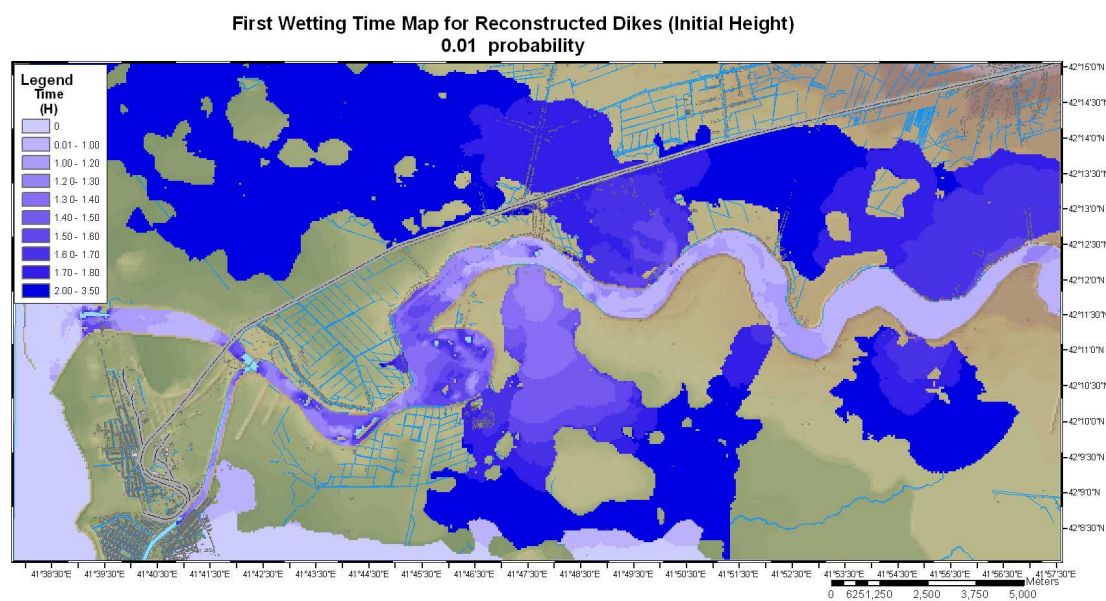 First Wetting Time Map for Reconstructed Dikes (Initial Height)
0.01 probability
Legend
Time
(H)
0
0.01 - 1.00
1.00 - 1.20
1.20 - 1.30
1.30 - 1.40
1.40 - 1.50
1.50 - 1.60
1.60 - 1.70
1.70 - 1.80
2.00 - 3.50
42°15'0"N
42°14'30"N
42°14'0"N
42°13'30"N
42°13'0"N
42°12'30"N
42°12'0"N
42°11'30"N
42°11'0"N
42°10'30"N
42°10'0"N
42°9'30"N
42°9'0"N
42°8'30"N
41°38'30"E 41°39'30"E 41°40'30"E 41°41'30"E 41°42'30"E 41°43'30"E 41°44'30"E 41°45'30"E 41°46'30"E 41°47'30"E 41°48'30"E 41°49'30"E 41°50'30"E 41°51'30"E 41°52'30"E 41°53'30"E 41°54'30"E 41°55'30"E 41°56'30"E 41°57'30"E
Meters
0 625 1,250 2,500 3,750 5,000